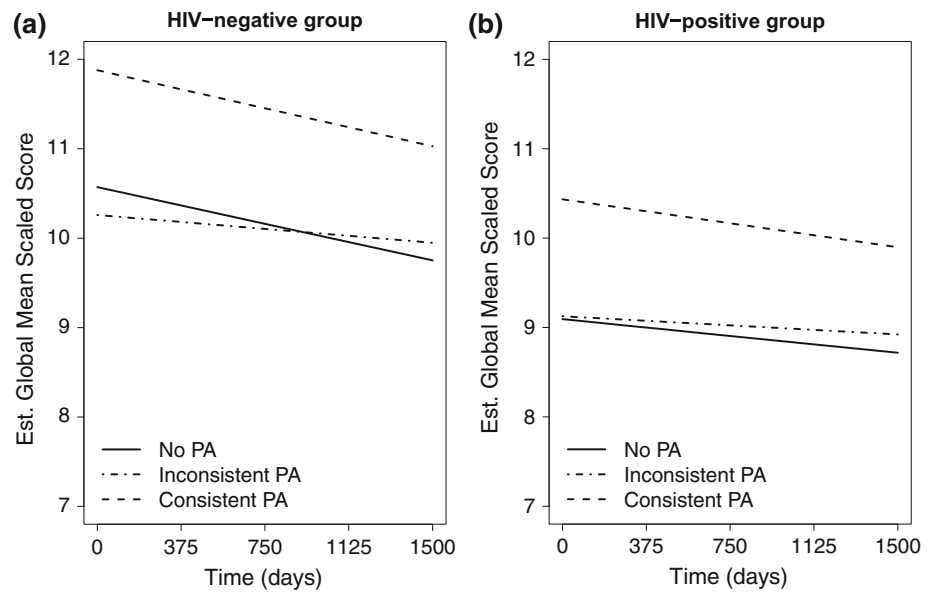 (a) HIV−negative group
Est. Global Mean Scaled Score
12
11
10
9
8
7
No PA
Inconsistent PA
Consistent PA
0 375 750 1125 1500
Time (days)
(b) HIV−positive group
Est. Global Mean Scaled Score
12
11
10
9
8
7
No PA
Inconsistent PA
Consistent PA
0 375 750 1125 1500
Time (days)